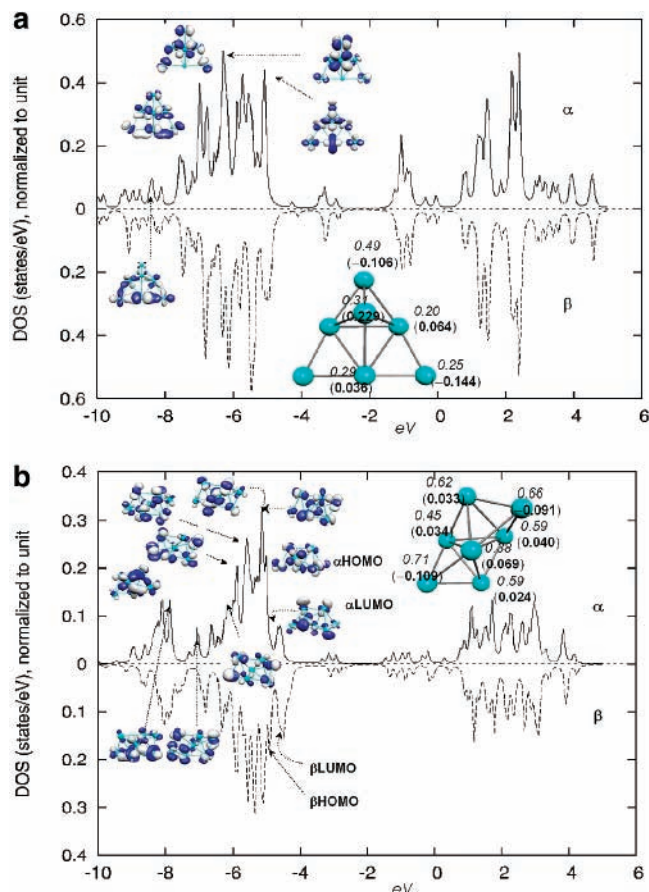 a
DOS (states/eV), normalized to unit
0.6
0.4
0.2
0
0.2
0.4
0.6
α
β
0.49
(−0.106)
0.31
(0.229)
0.20
(0.064)
0.29
(0.036)
0.25
(−0.144)
-10 -8 -6 -4 -2 0 2 4 6
eV
b
DOS (states/eV), normalized to unit
0.4
0.3
0.2
0.1
0
0.1
0.2
0.3
0.4
αHOMO
αLUMO
0.62
(0.033)
0.66
0.091)
0.45
(0.034)
0.59
(0.040)
(0.069)
0.71
(−0.109)
0.59
0.024)
α
β
βLUMO
βHOMO
-10 -8 -6 -4 -2 0 2 4 6
eV